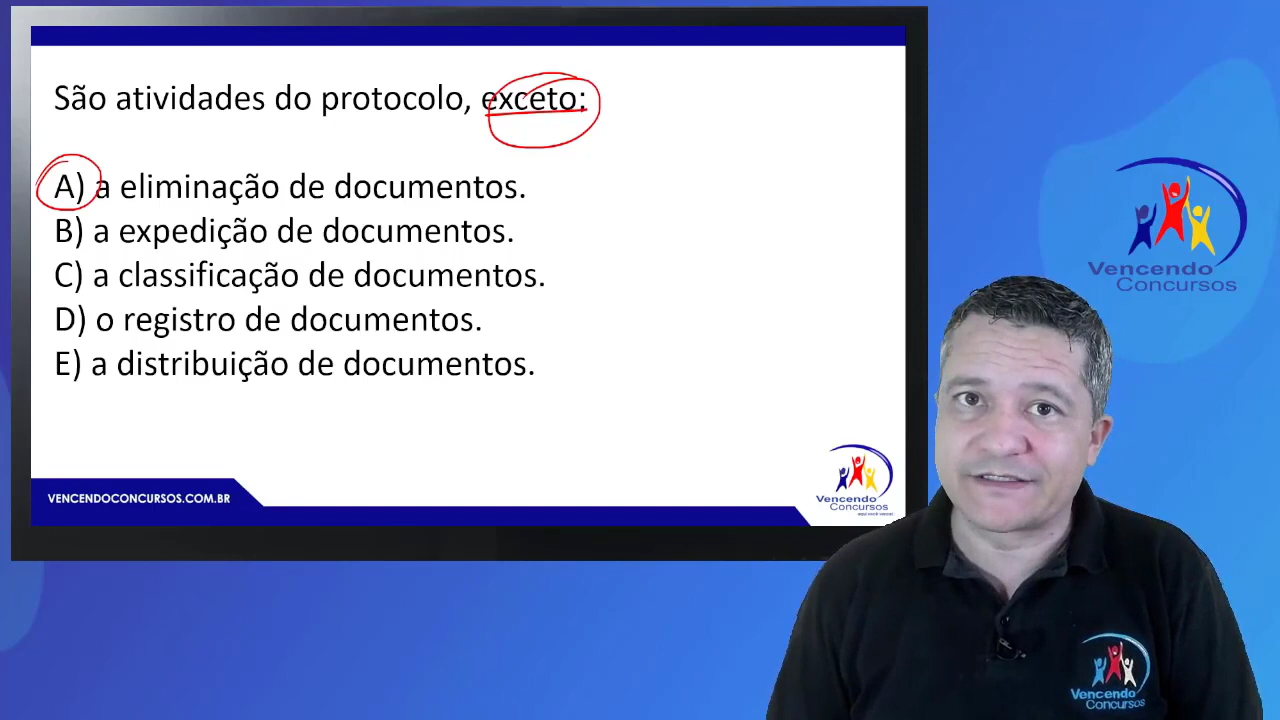 São atividades do protocolo, exceto:
A) a eliminação de documentos.
B) a expedição de documentos.
C) a classificação de documentos.
D) o registro de documentos.
E) a distribuição de documentos.
VENCENDOCONCURSOS.COM.BR
Vencendo
Concursos
Vencendo
Concursos
Vencendo
Concursos